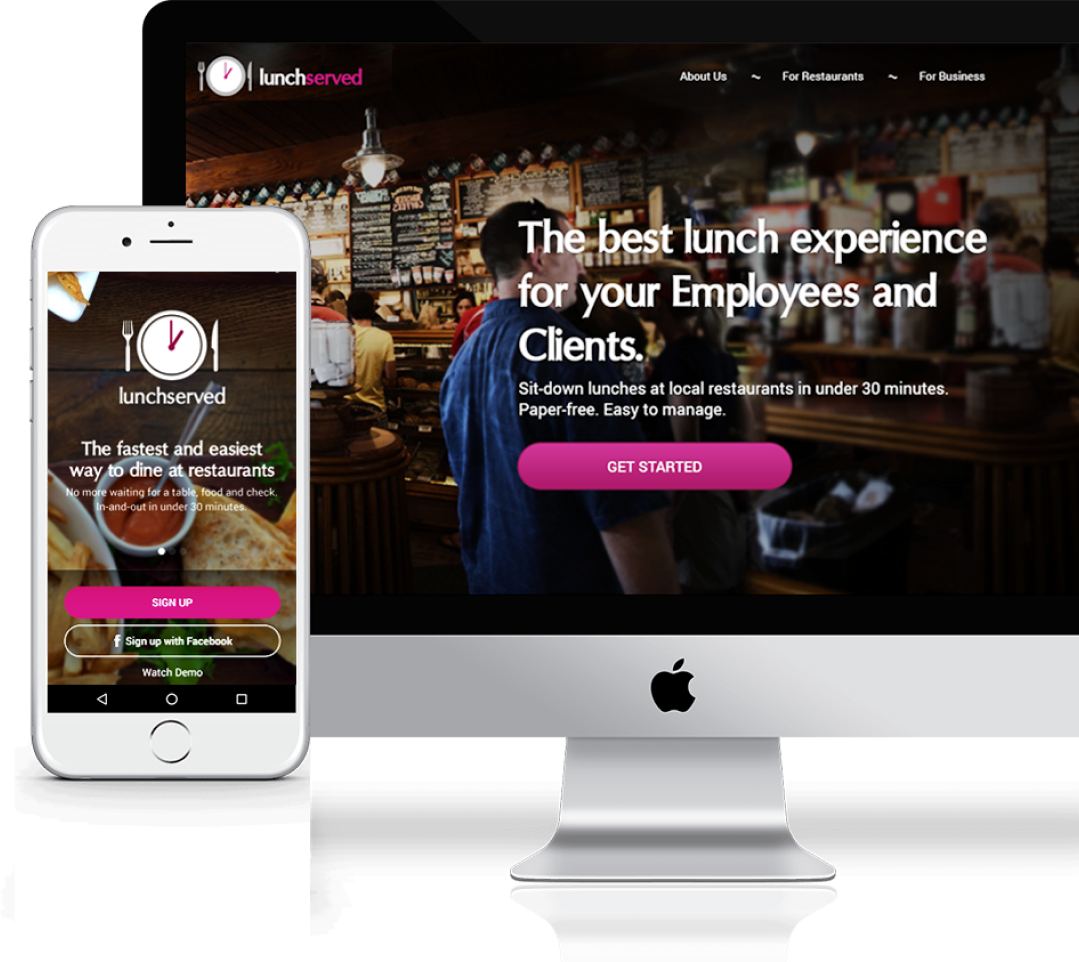 lunchserved
About Us ~ For Restaurants ~ For Business
The best lunch experience
for your Employees and
Clients.
Sit-down lunches at local restaurants in under 30 minutes.
Paper-free. Easy to manage.
GET STARTED
lunchserved
The fastest and easiest
way to dine at restaurants
No more waiting for a table, food and check.
In-and-out in under 30 minutes.
SIGN UP
f Sign up with Facebook
Watch Demo